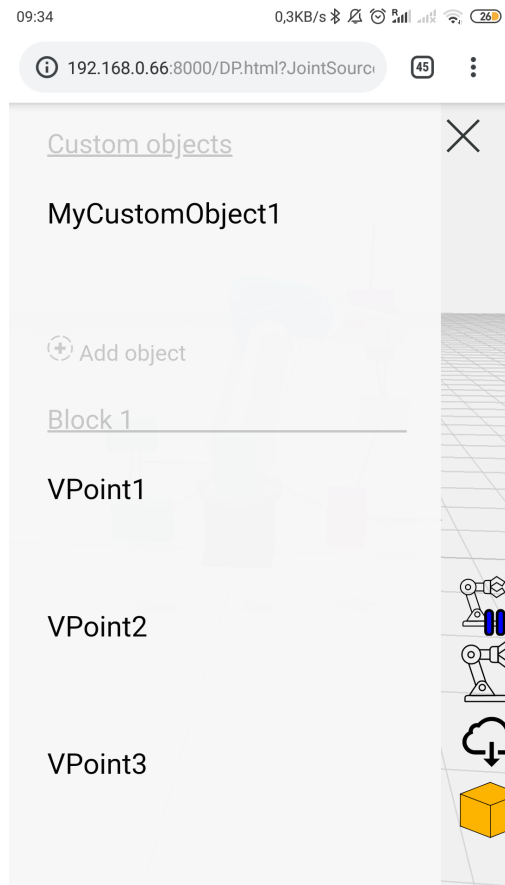 09:34
0,3KB/s R 26
192.168.0.66:8000/DP.html?JointSourc
45
Custom objects
MyCustomObject1
Add object
Block 1
VPoint1
VPoint2
VPoint3